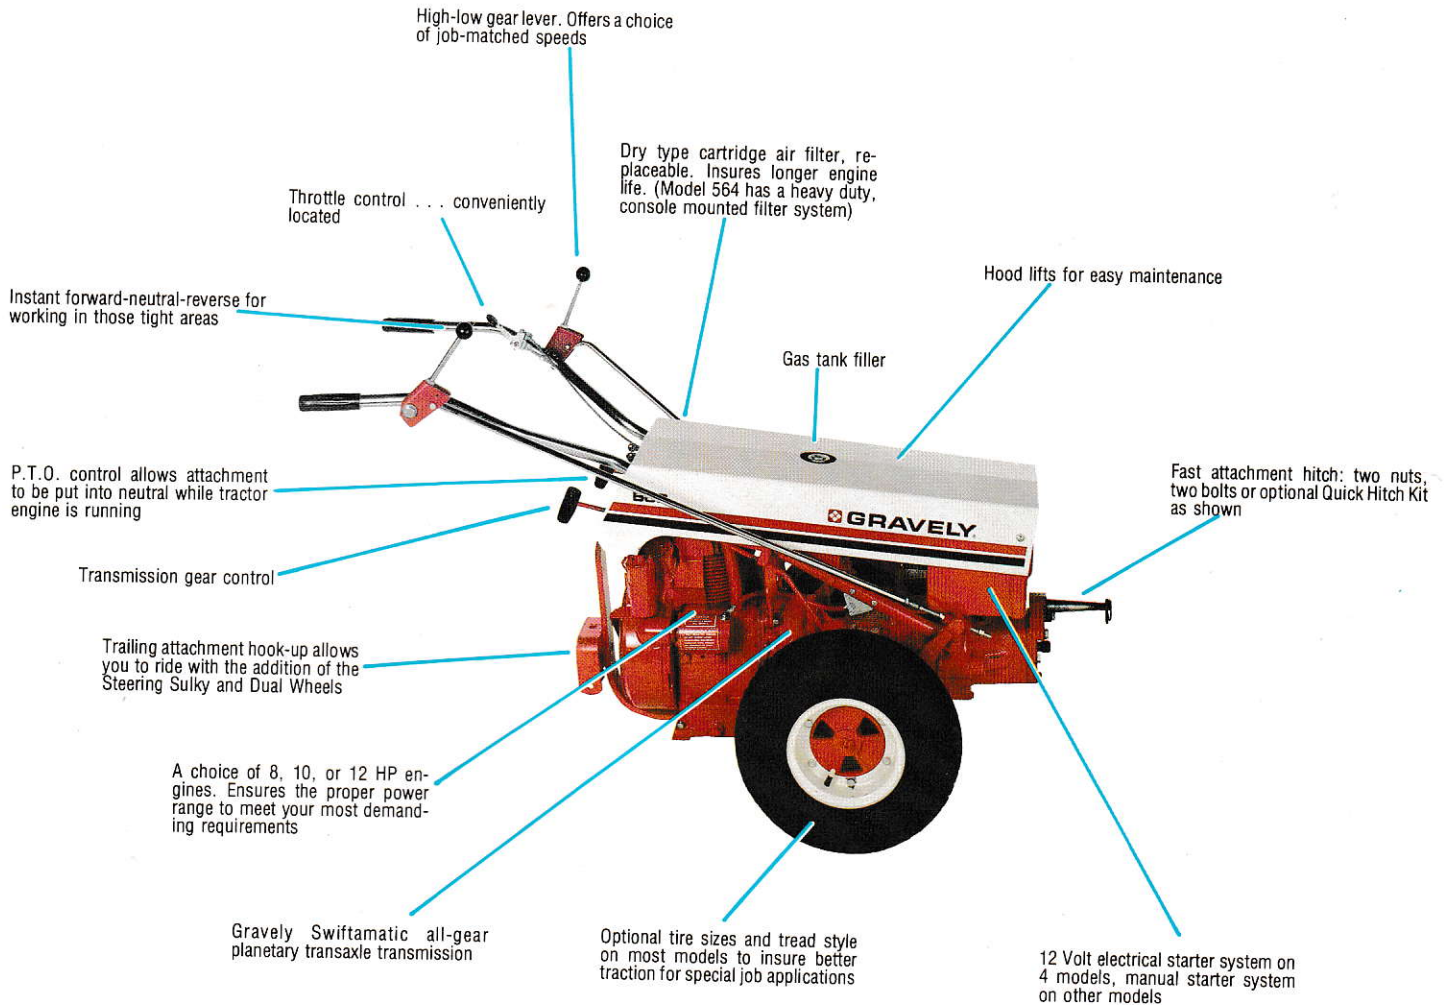 High-low gear lever. Offers a choice
of job-matched speeds
Dry type cartridge air filter, re-
placeable. Insures longer engine
life. (Model 564 has a heavy duty,
console mounted filter system)
Throttle control . . . conveniently
located
Hood lifts for easy maintenance
Instant forward-neutral-reverse for
working in those tight areas
Gas tank filler
P.T.O. control allows attachment
to be put into neutral while tractor
engine is running
Fast attachment hitch: two nuts,
two bolts or optional Quick Hitch Kit
as shown
GRAVELY
Transmission gear control
Trailing attachment hook-up allows
you to ride with the addition of the
Steering Sulky and Dual Wheels
A choice of 8, 10, or 12 HP en-
gines. Ensures the proper power
range to meet your most demand-
ing requirements
Gravely Swiftamatic all-gear
planetary transaxle transmission
Optional tire sizes and tread style
on most models to insure better
traction for special job applications
12 Volt electrical starter system on
4 models, manual starter system
on other models